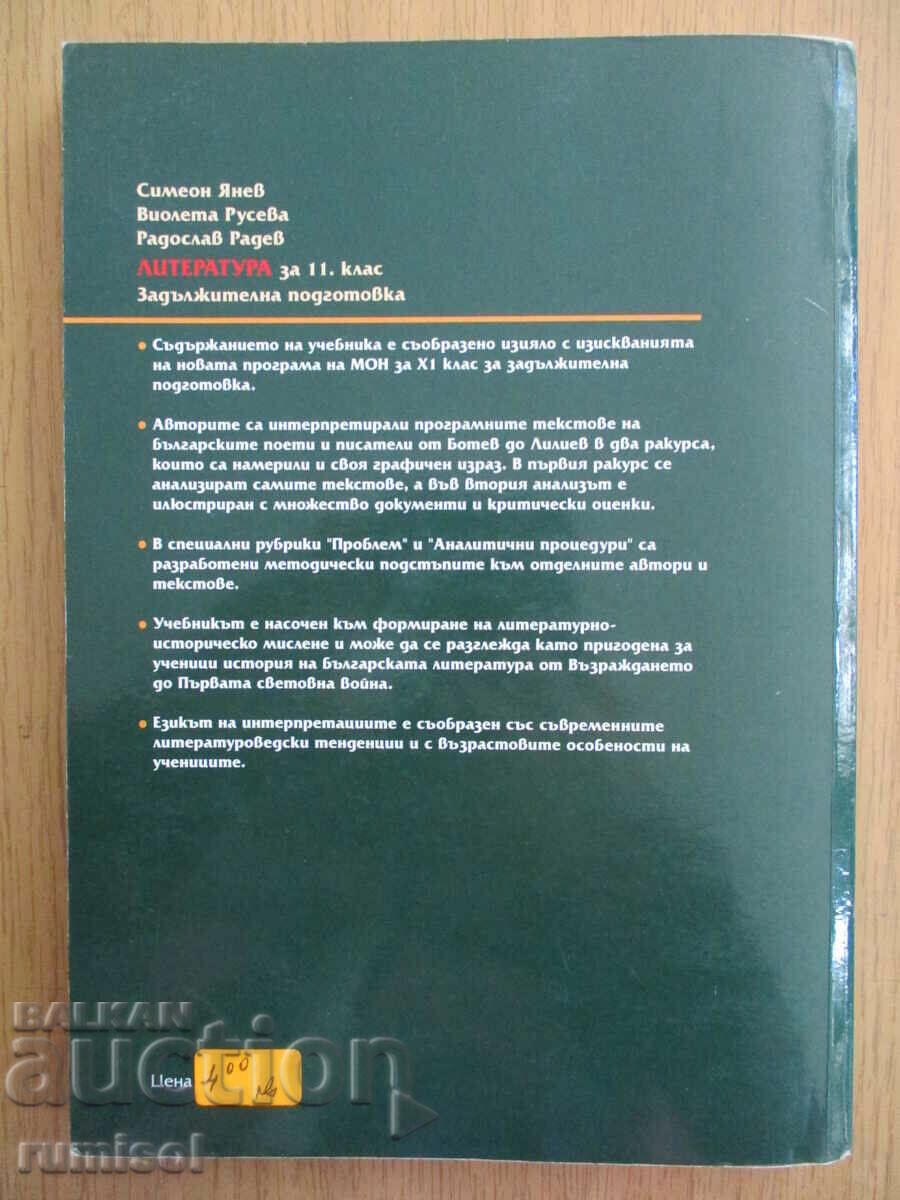 Симеон Янев
Виолета Русева
Радослав Радев
ЛИТЕРАТУРА за 11. клас
Задължителна подготовка
• Съдържанието на учебника е съобразено изцяло с изискванията
на новата програма на МОН за X1 клас за задължителна
подготовка.
• Авторите са интерпретирали програмните текстове на
българските поети и писатели от Ботев до Лилиев в два ракурса,
които са намерили и своя графичен израз. В първия ракурс се
анализират самите текстове, а във втория анализът е
илюстриран с множество документи и критически оценки.
• В специални рубрики "Проблем" и "Аналитични процедури" са
разработени методически подстъпите към отделните автори и
текстове.
• Учебникът е насочен към формиране на литературно-
историческо мислене и може да се разглежда като пригодена за
ученици история на българската литература от Възраждането
до Първата световна война.
• Езикът на интерпретациите е съобразен със съвременните
литературоведски тенденции и с възрастовите особености на
учениците.
BALKAN
auction
Цена 4 00 лв
rumisol